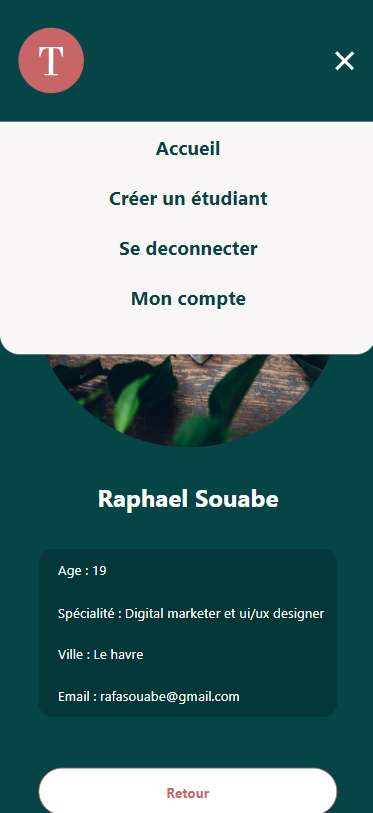 T
Accueil
Créer un étudiant
Se deconnecter
Mon compte
Raphael Souabe
Age : 19
Spécialité : Digital marketer et ui/ux designer
Ville : Le havre
Email : rafasouabe@gmail.com
Retour